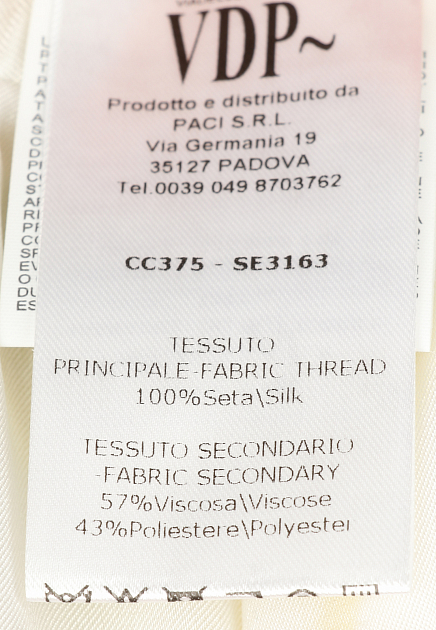 VDP~
Prodotto e distribuito da
PACI S.R.L.
Via Germania 19
35127 PADOVA
Tel.0039 049 8703762
CC375 - SE3163
TESSUTO
PRINCIPALE-FABRIC THREAD
100%Seta\Silk
TESSUTO SECONDARIO
-FABRIC SECONDARY
57%Viscosa\Viscose
43%Poliestere\Polyester